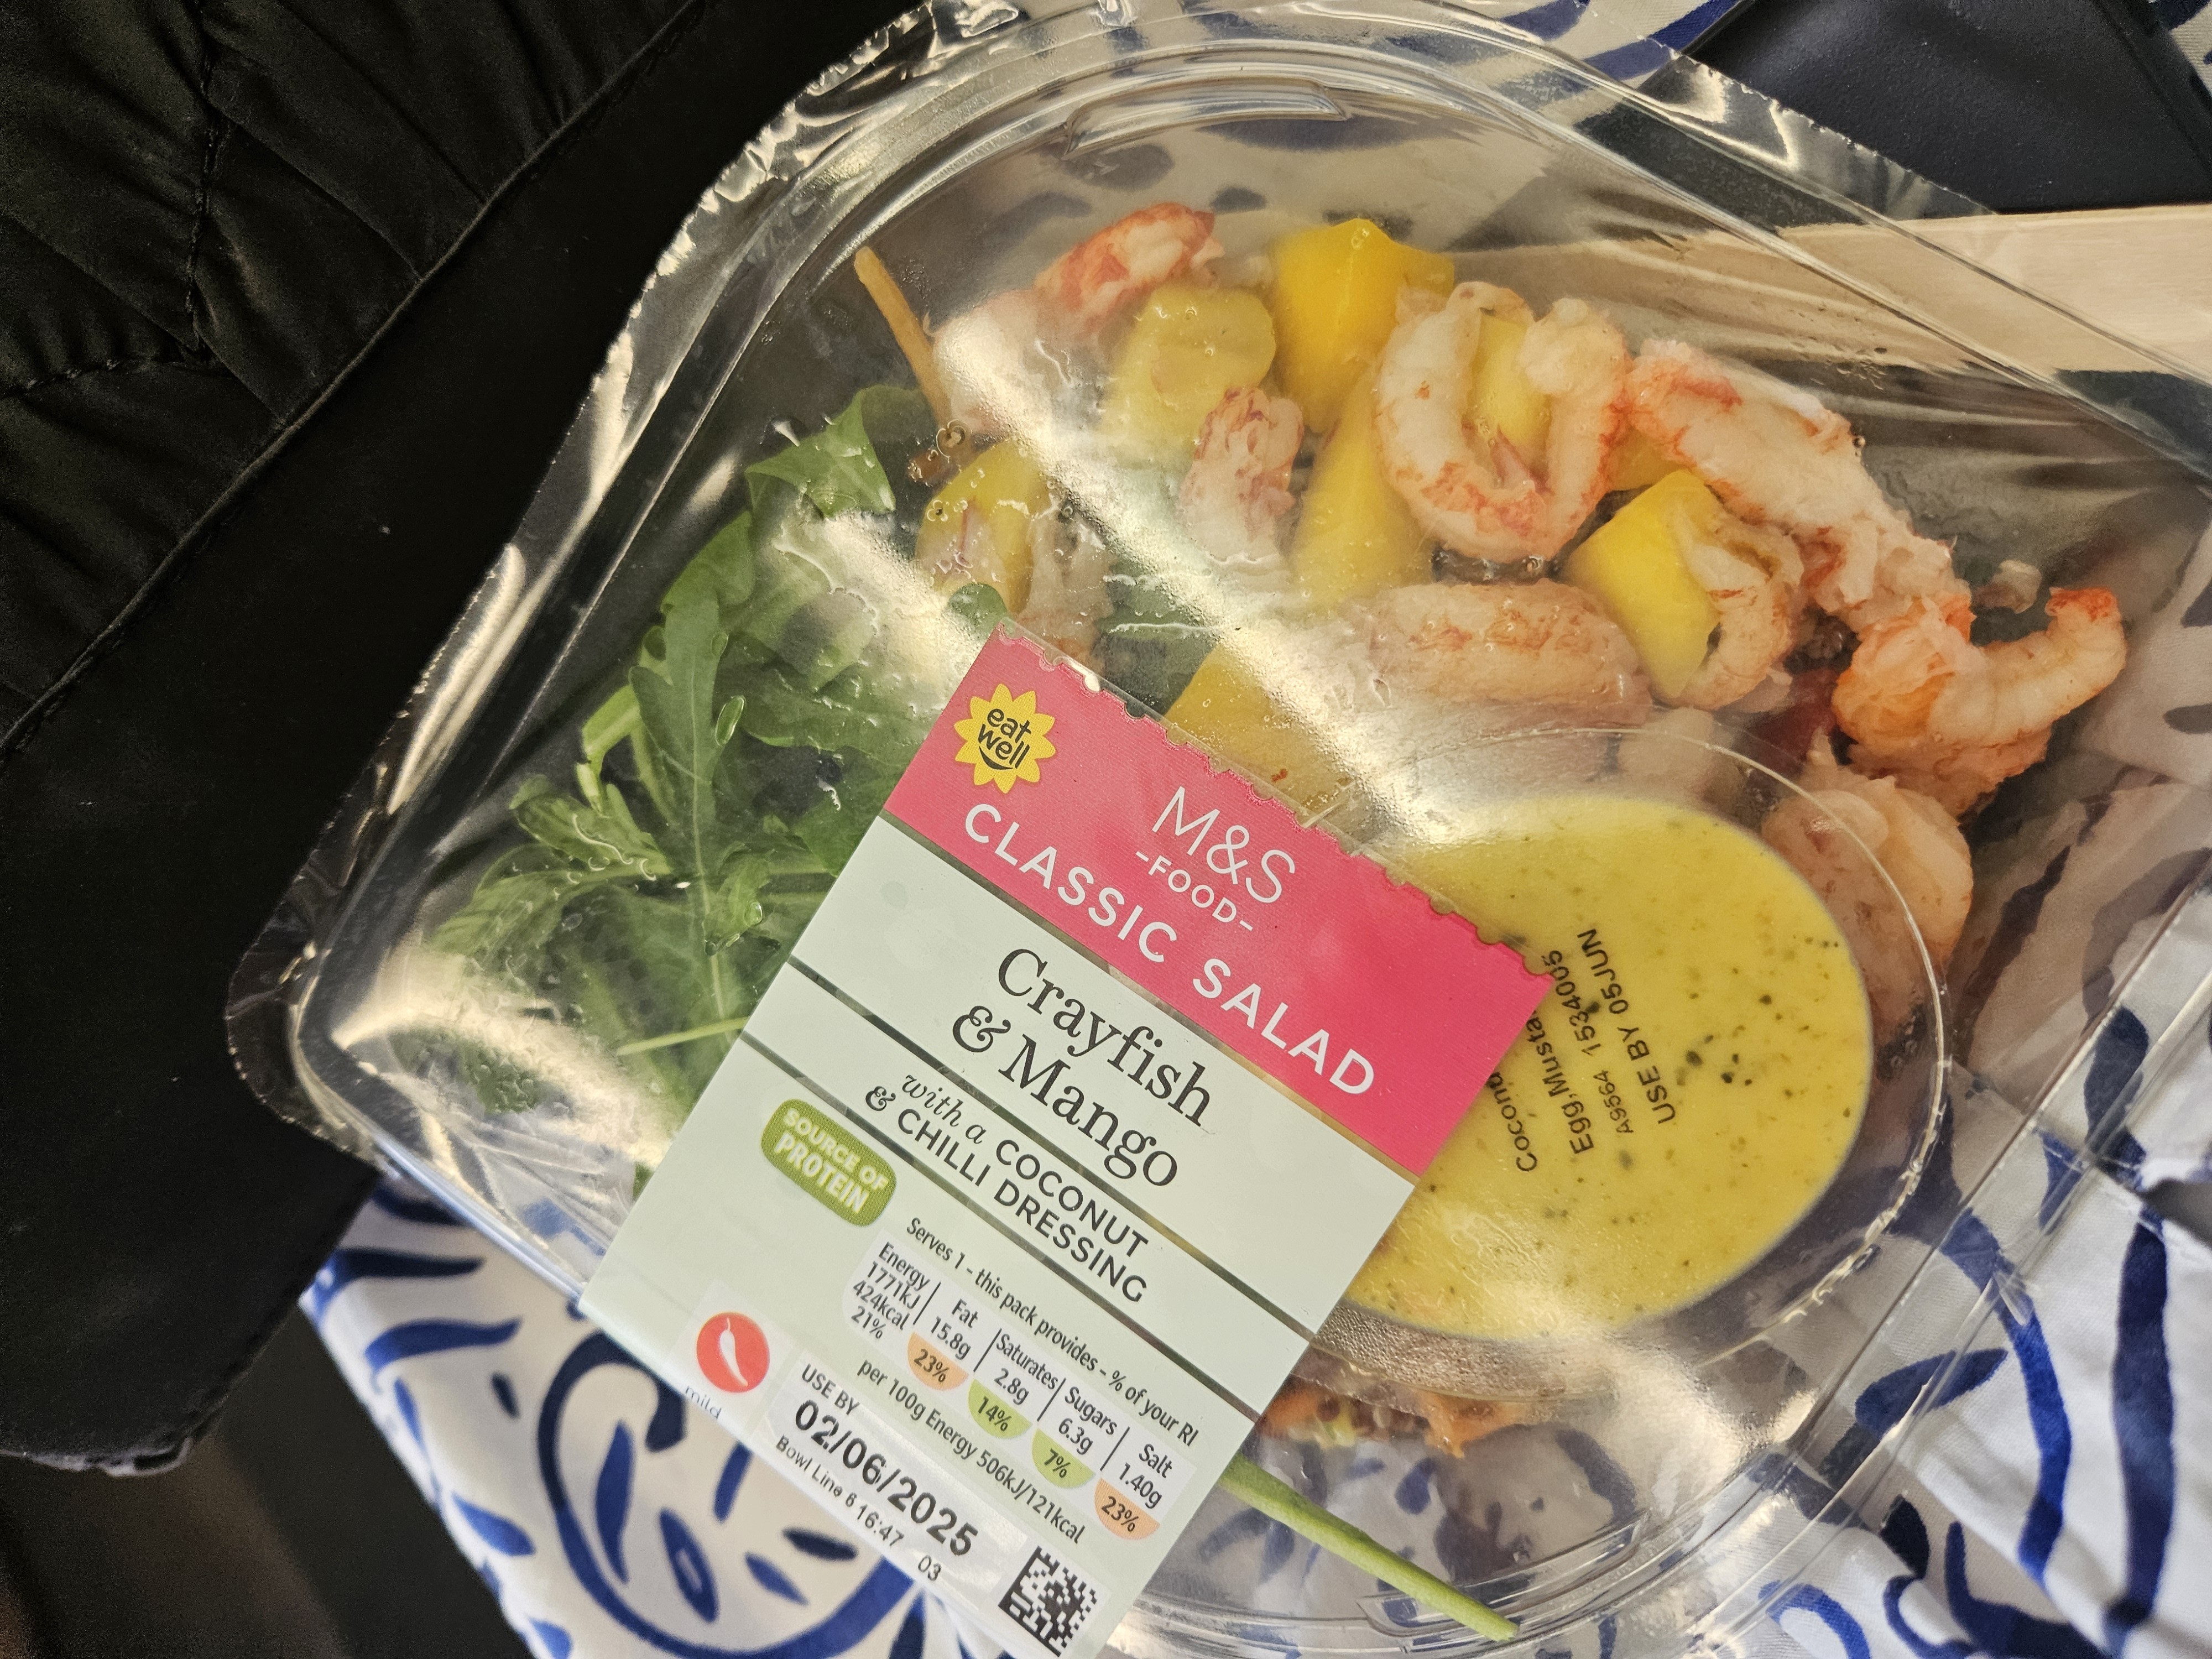 eat
well
M&S
-FOOD-
CLASSIC SALAD
Crayfish
& Mango
with a COCONUT
& CHILLI DRESSING
SOURCE OF
PROTEIN
Serves 1 - this pack provides - % of your RI
Energy
1771kJ
424kcal
21%
Fat
15.8g
23%
Saturates
2.8g
14%
Sugars
6.3g
7%
Salt
1.40g
23%
per 100g Energy 506kJ/121kcal
mild
USE BY
02/06/2025
Bowl Line 6 16:47 03
Egg,
A99564 1534005
USE BY 05JUN